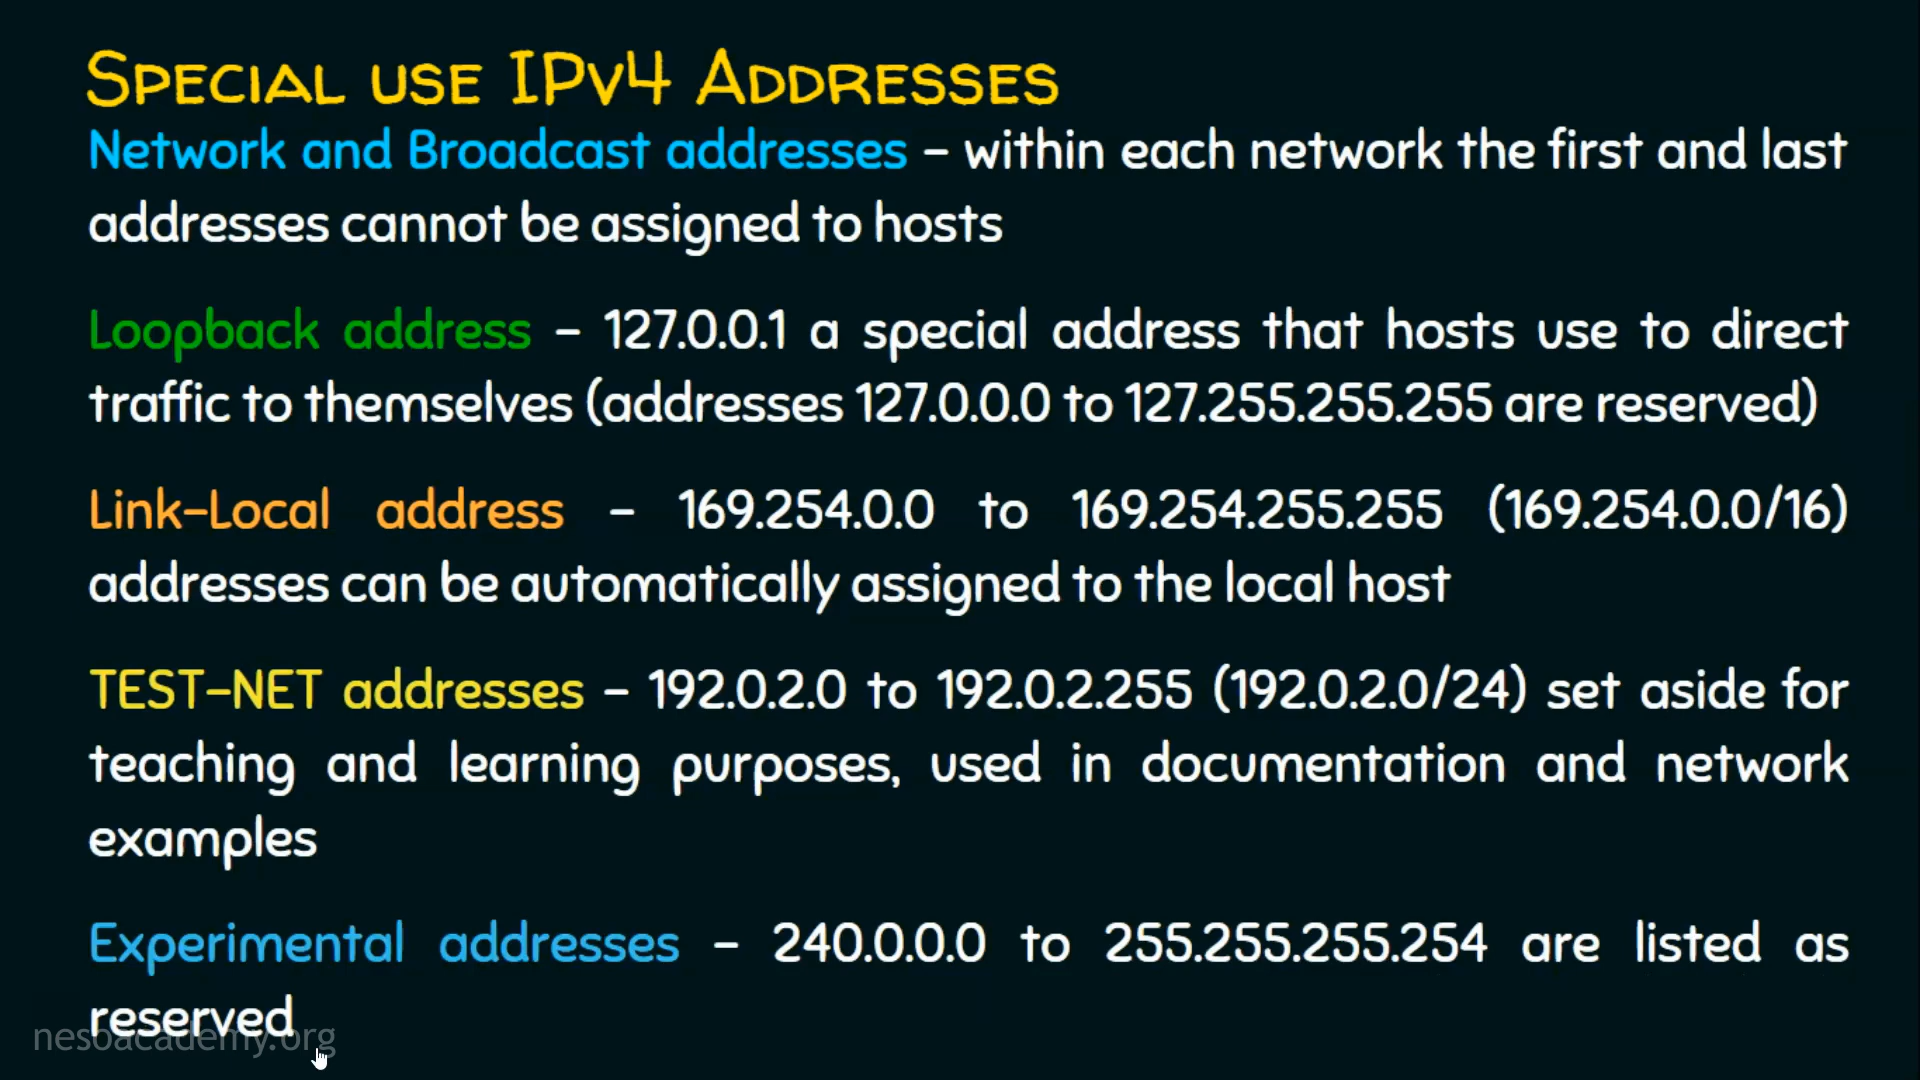 Special use IPv4 Addresses
Network and Broadcast addresses – within each network the first and last
addresses cannot be assigned to hosts
Loopback address – 127.0.0.1 a special address that hosts use to direct
traffic to themselves (addresses 127.0.0.0 to 127.255.255.255 are reserved)
Link-Local address – 169.254.0.0 to 169.254.255.255 (169.254.0.0/16)
addresses can be automatically assigned to the local host
TEST-NET addresses – 192.0.2.0 to 192.0.2.255 (192.0.2.0/24) set aside for
teaching and learning purposes, used in documentation and network
examples
Experimental addresses – 240.0.0.0 to 255.255.255.254 are listed as
reserved
nesoacademy.org